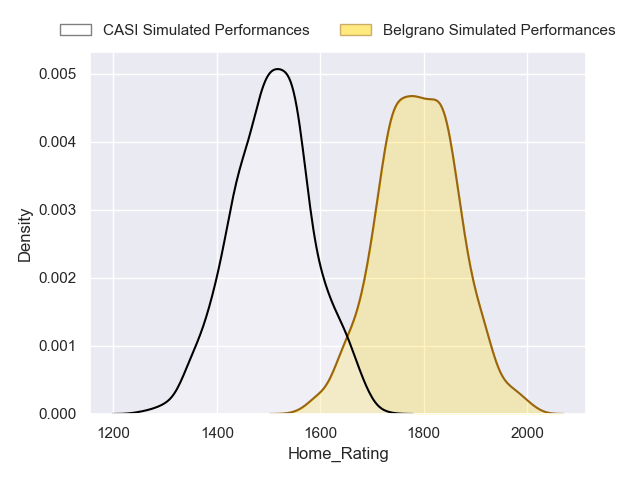 CASI Simulated Performances Belgrano Simulated Performances
0.005
0.004
0.003
0.002
0.001
0.000
Density
1200 1400 1600 1800 2000
Home_Rating